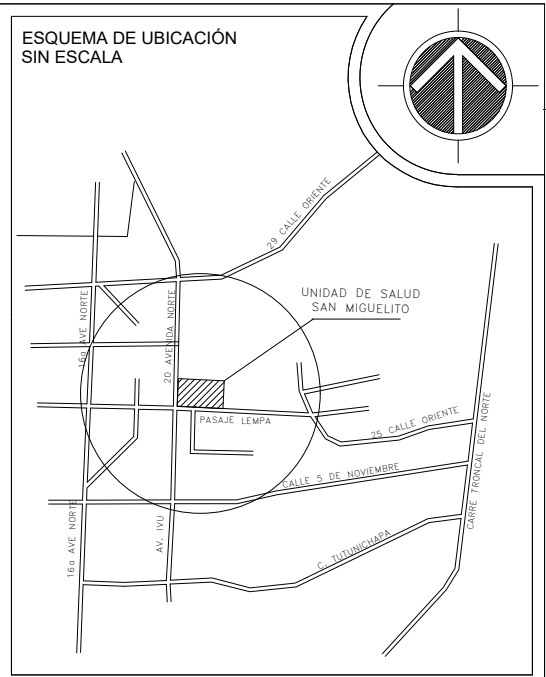 ESQUEMA DE UBICACIÓN
SIN ESCALA
29 CALLE ORIENTE
UNIDAD DE SALUD
SAN MIGUELITO
16a AVE NORTE
20 AVENIDA NORTE
PASAJE LEMPA
25 CALLE ORIENTE
CARRE TRONCAL DEL NORTE
CALLE 5 DE NOVIEMBRE
16a AVE NORTE
AV. IVU
C. TUTUNICHAPA